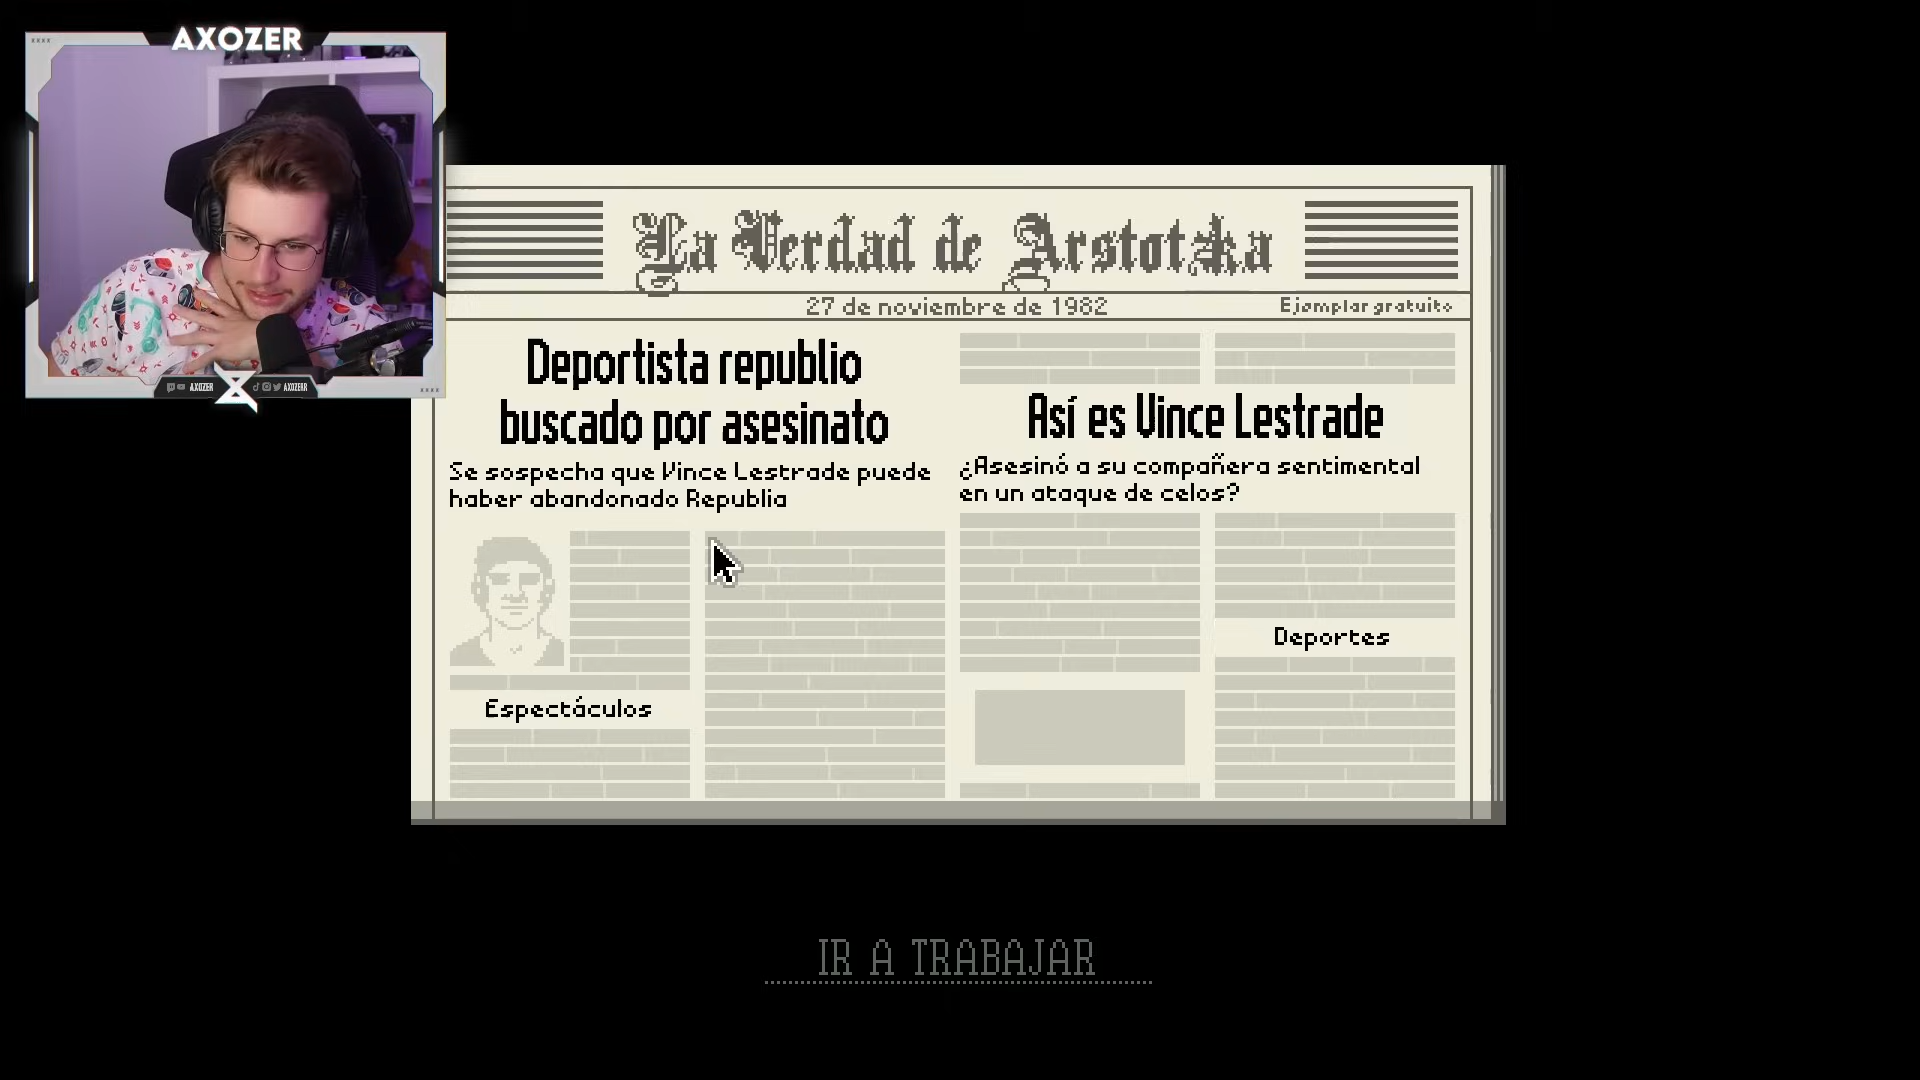 AXOZER
AXOZER
AXOZERR
La Verdad de Arstotzka
27 de noviembre de 1982
Ejemplar gratuito
Deportista republio
buscado por asesinato
Se sospecha que Vince Lestrade puede
haber abandonado Republia
Espectáculos
Así es Vince Lestrade
¿Asesinó a su compañera sentimental
en un ataque de celos?
Deportes
IR A TRABAJAR